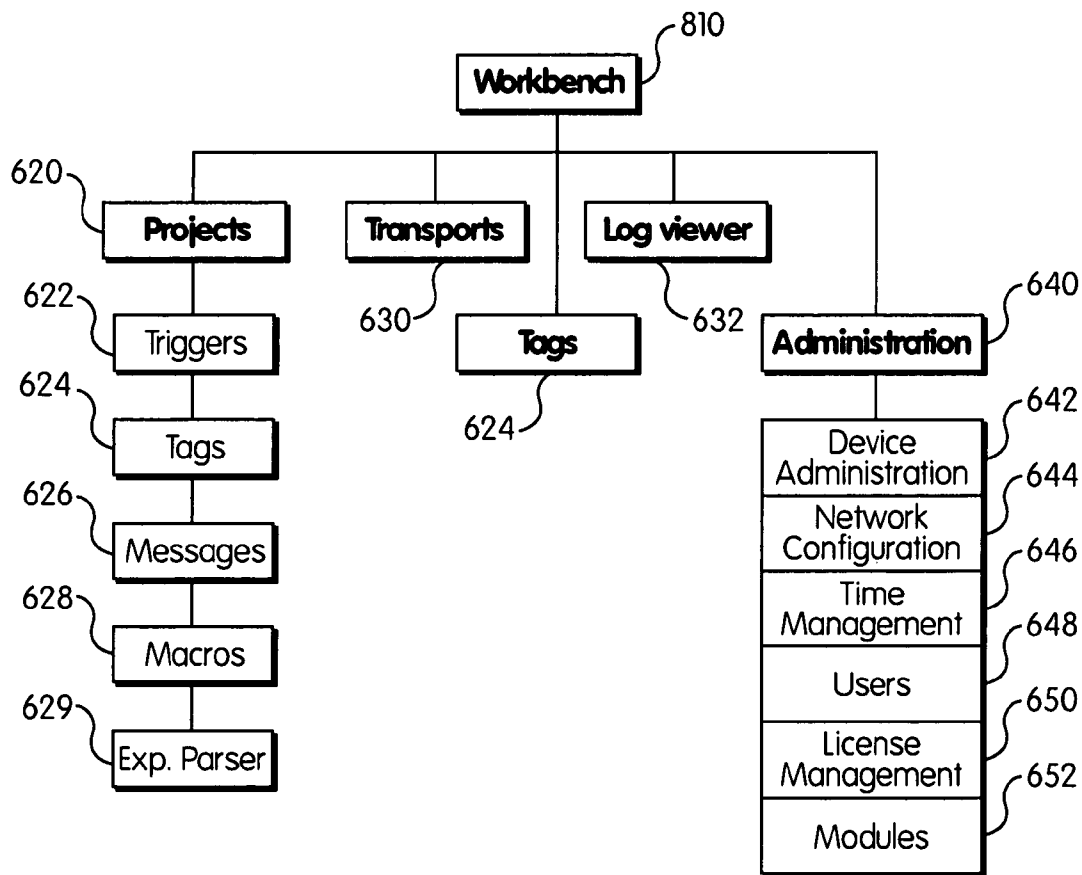 810
Workbench
620
Projects
Transports
Log viewer
622
630
632
640
Triggers
Tags
Administration
624
624
642
Tags
Device
Administration
644
626
Network
Configuration
Messages
646
Time
Management
628
648
Macros
Users
629
650
Exp. Parser
License
Management
652
Modules